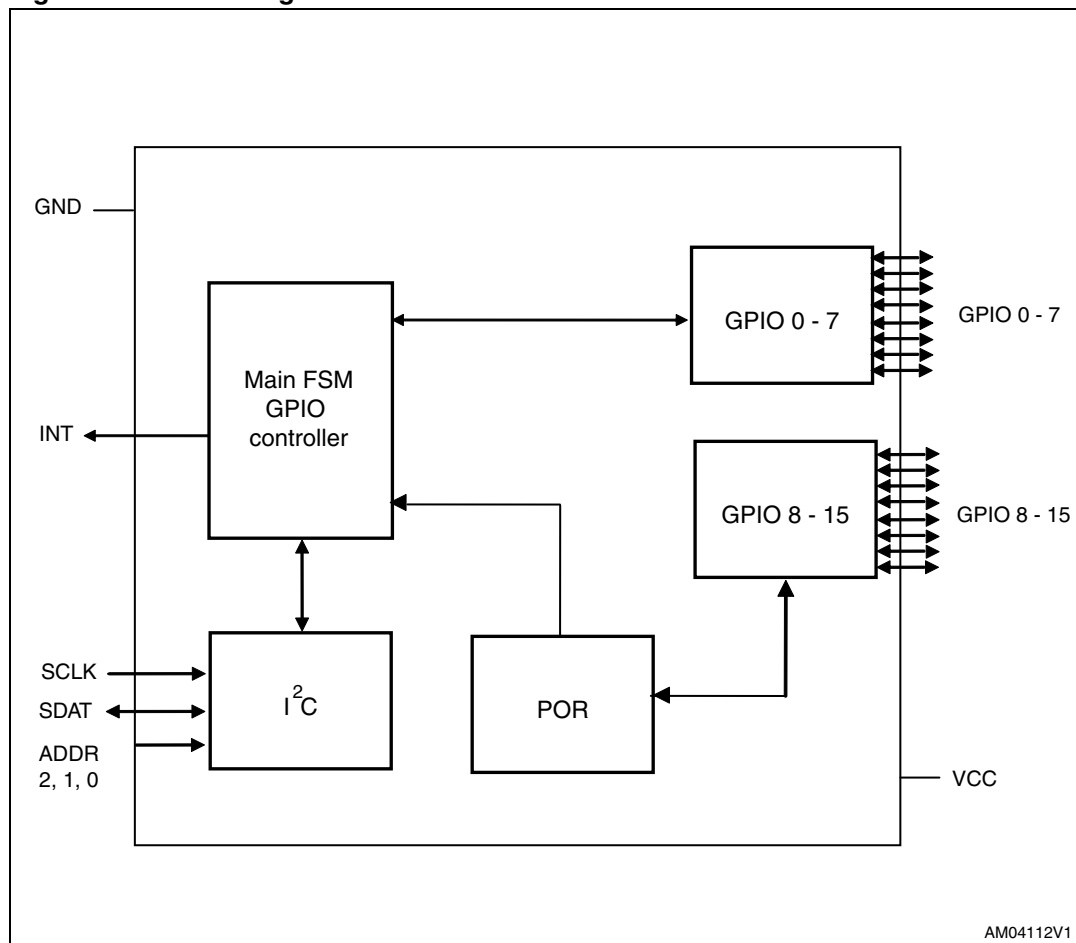 GND
GPIO 0 - 7
GPIO 0 - 7
Main FSM
GPIO
controller
INT
GPIO 8 - 15
GPIO 8 - 15
SCLK
SDAT
ADDR
2, 1, 0
I2C
POR
VCC
AM04112V1